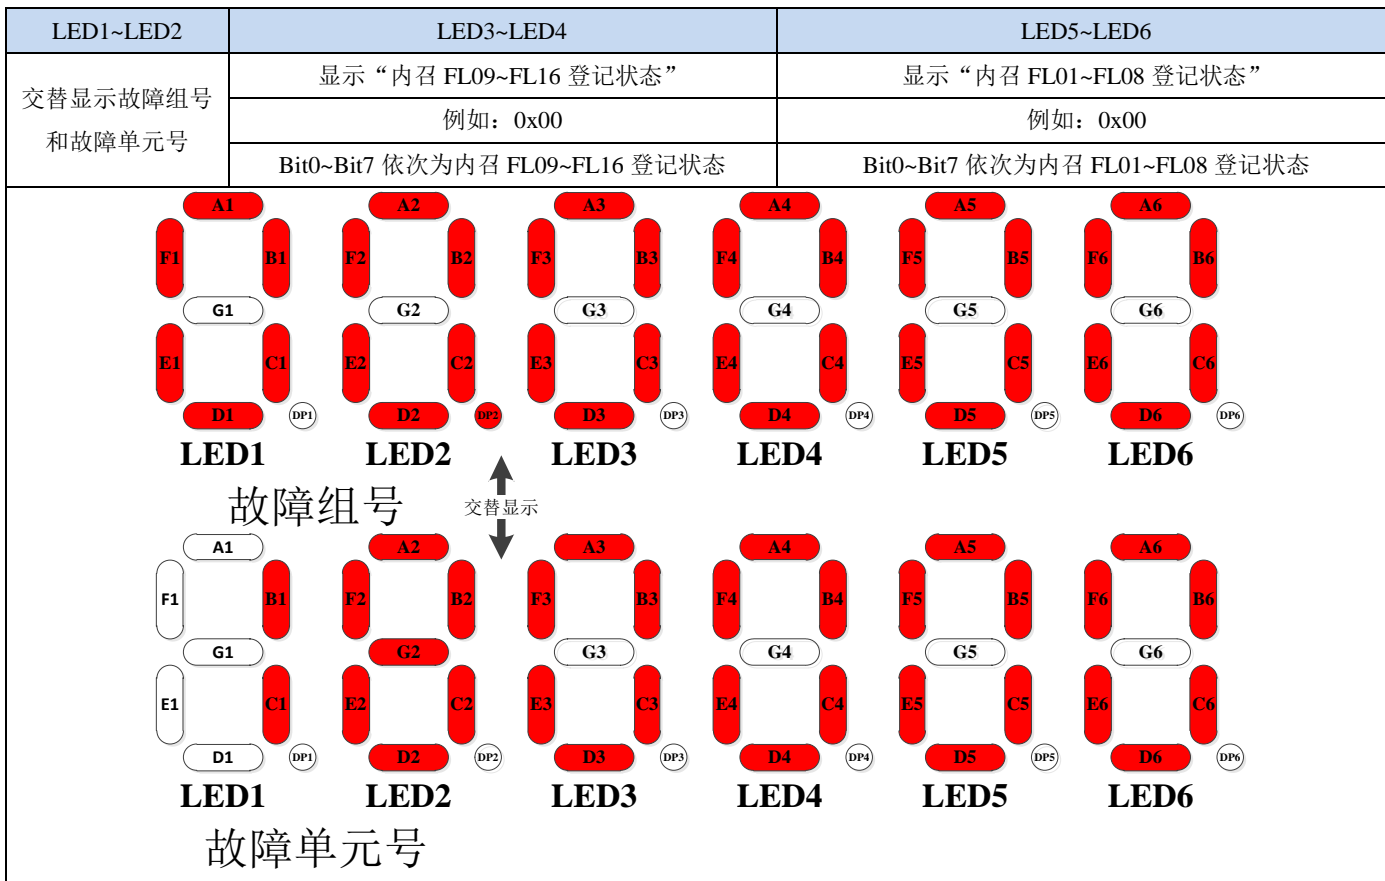 LED1~LED2 LED3~LED4 LED5~LED6
交替显示故障组号
和故障单元号
显示“内召 FL09~FL16 登记状态” 显示“内召 FL01~FL08 登记状态”
例如：0x00 例如：0x00
Bit0~Bit7 依次为内召 FL09~FL16 登记状态 Bit0~Bit7 依次为内召 FL01~FL08 登记状态
A1 A2 A3 A4 A5 A6
F1 B1 F2 B2 F3 B3 F4 B4 F5 B5 F6 B6
G1 G2 G3 G4 G5 G6
E1 C1 E2 C2 E3 C3 E4 C4 E5 C5 E6 C6
D1 DP1 D2 DP2 D3 DP3 D4 DP4 D5 DP5 D6 DP6
LED1 LED2 LED3 LED4 LED5 LED6
故障组号 交替显示
A1 A2 A3 A4 A5 A6
F1 B1 F2 B2 F3 B3 F4 B4 F5 B5 F6 B6
G1 G2 G3 G4 G5 G6
E1 C1 E2 C2 E3 C3 E4 C4 E5 C5 E6 C6
D1 DP1 D2 DP2 D3 DP3 D4 DP4 D5 DP5 D6 DP6
LED1 LED2 LED3 LED4 LED5 LED6
故障单元号